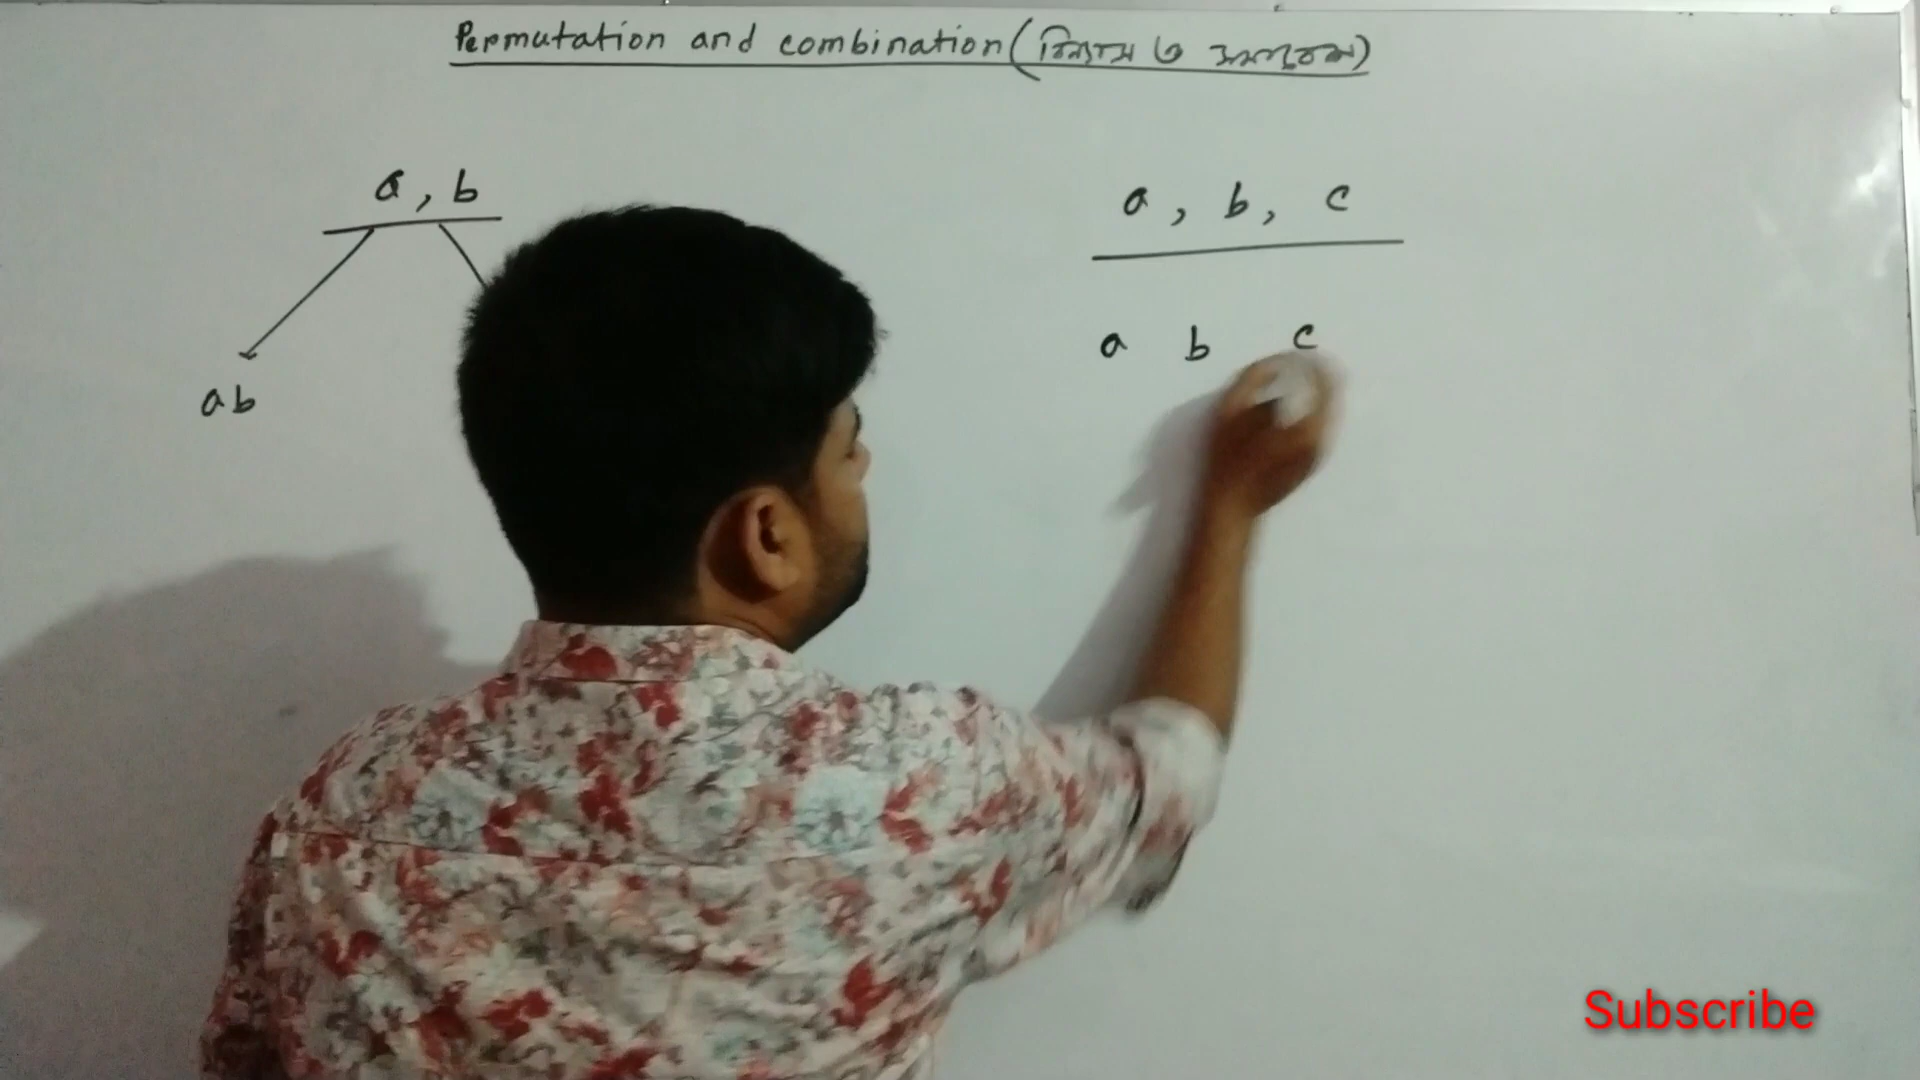 Permutation and combination (বিন্যাস ও সমাবেশ)
a, b
ab
a, b, c
a b c
Subscribe